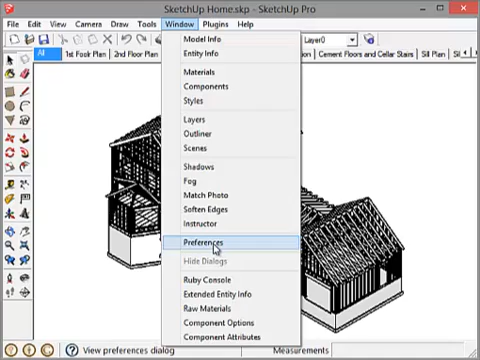 SketchUp Home.skp - SketchUp Pro
File Edit View Camera Draw Tools Window Plugins Help
Layer0
All 1st Foolr Plan 2nd Floor Plan Cement Floors and Cellar Stairs Sill Plan
Model Info
Entity Info
Materials
Components
Styles
Layers
Outliner
Scenes
Shadows
Fog
Match Photo
Soften Edges
Instructor
Preferences
Hide Dialogs
Ruby Console
Extended Entity Info
Raw Materials
Component Options
Component Attributes
View preferences dialog Measurements